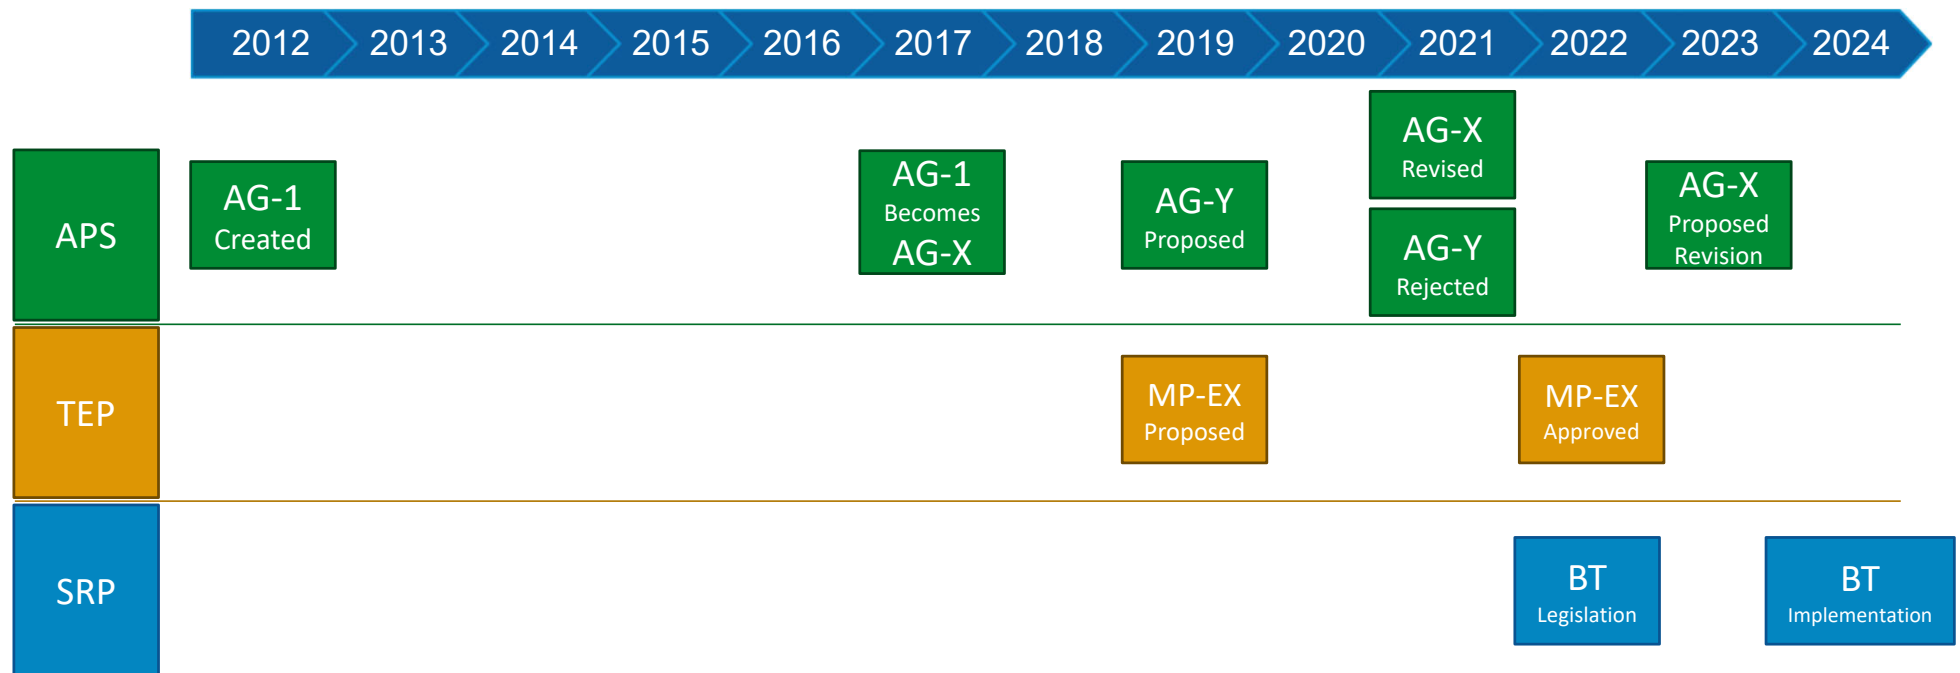 2012 2013 2014 2015 2016 2017 2018 2019 2020 2021 2022 2023 2024
APS
AG-1
Created
AG-1
Becomes
AG-X
AG-Y
Proposed
AG-X
Revised
AG-Y
Rejected
AG-X
Proposed
Revision
TEP
MP-EX
Proposed
MP-EX
Approved
SRP
BT
Legislation
BT
Implementation